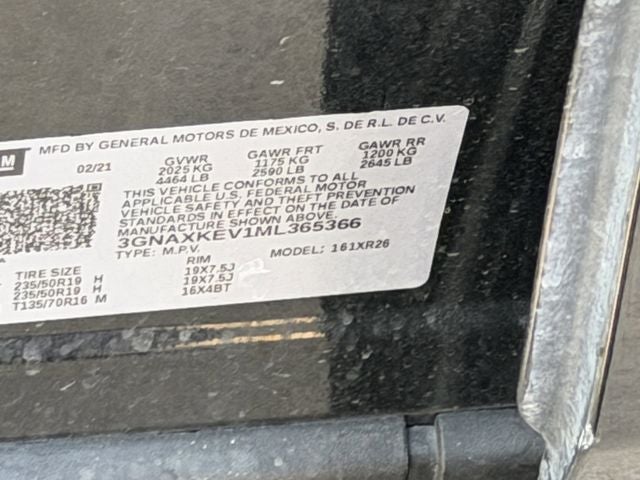 MFD BY GENERAL MOTORS DE MEXICO, S. DE R.L. DE C.V.
M
02/21 GVWR GAWR FRT GAWR RR
2025 KG 1175 KG 1200 KG
4464 LB 2590 LB 2645 LB
THIS VEHICLE CONFORMS TO ALL
APPLICABLE U.S. FEDERAL MOTOR
VEHICLE SAFETY AND THEFT PREVENTION
STANDARDS IN EFFECT ON THE DATE OF
MANUFACTURE SHOWN ABOVE.
3GNAXKEV1ML365366
TYPE: M.P.V. MODEL: 161XR26
TIRE SIZE RIM
235/50R19 H 19X7.5J
235/50R19 H 19X7.5J
T135/70R16 M 16X4BT